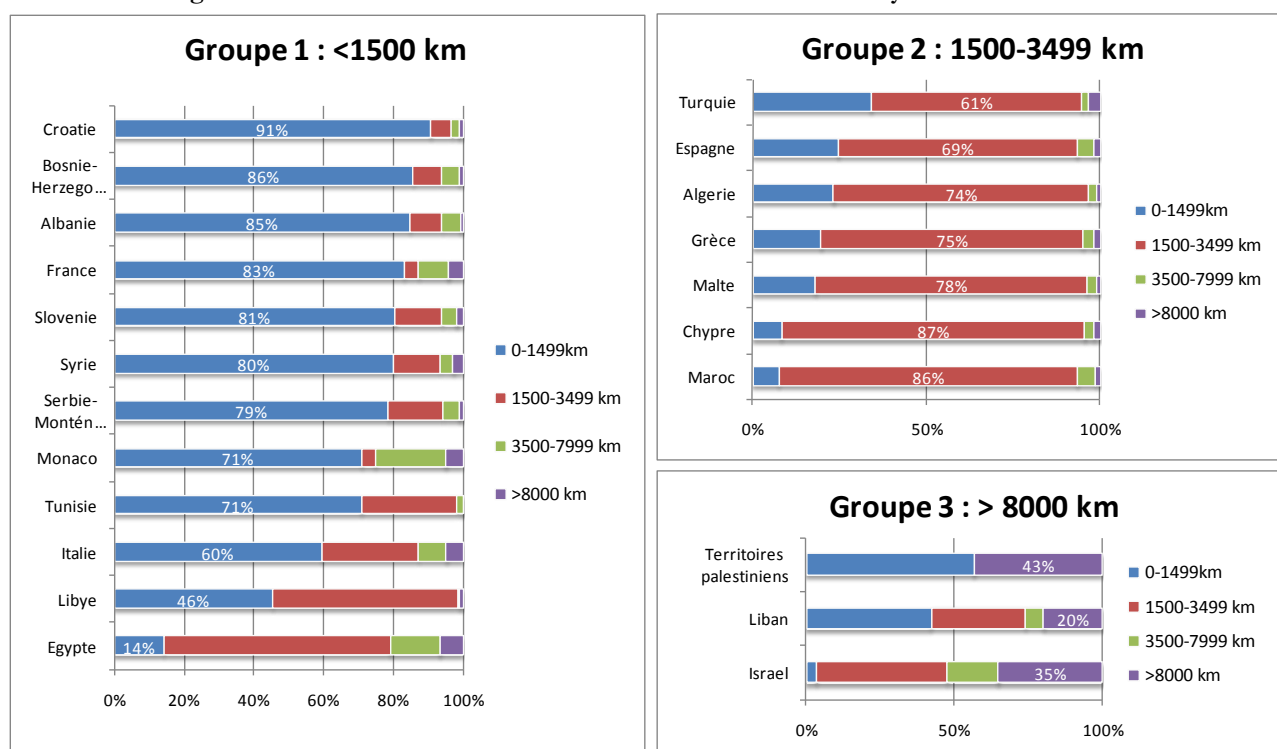 Groupe 1 : <1500 km
Croatie
91%
Bosnie-
Herzego...
86%
Albanie
85%
France
83%
Slovenie
81%
Syrie
80%
Serbie-
Montén...
79%
Monaco
71%
Tunisie
71%
Italie
60%
Libye
46%
Egypte
14%
0% 20% 40% 60% 80% 100%
0-1499km
1500-3499 km
3500-7999 km
>8000 km
Groupe 2 : 1500-3499 km
Turquie
61%
Espagne
69%
Algerie
74%
Grèce
75%
Malte
78%
Chypre
87%
Maroc
86%
0% 50% 100%
0-1499km
1500-3499 km
3500-7999 km
>8000 km
Groupe 3 : > 8000 km
Territoires
palestiniens
43%
Liban
20%
Israel
35%
0% 50% 100%
0-1499km
1500-3499 km
3500-7999 km
>8000 km